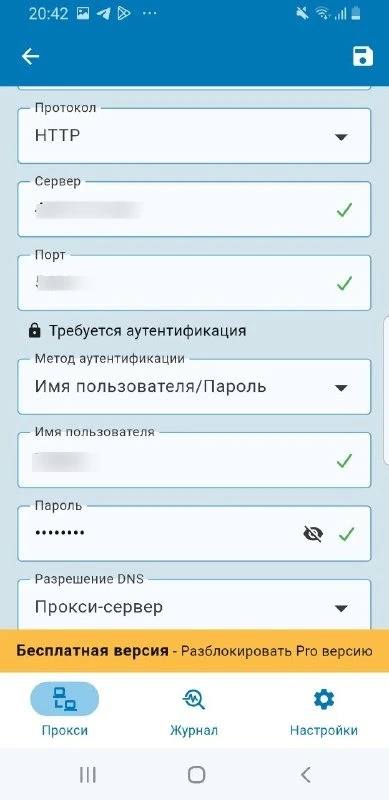 20:42
Протокол
HTTP
Сервер
Порт
Требуется аутентификация
Метод аутентификации
Имя пользователя/Пароль
Имя пользователя
Пароль
••••••••
Разрешение DNS
Прокси-сервер
Бесплатная версия - Разблокировать Pro версию
Прокси Журнал Настройки